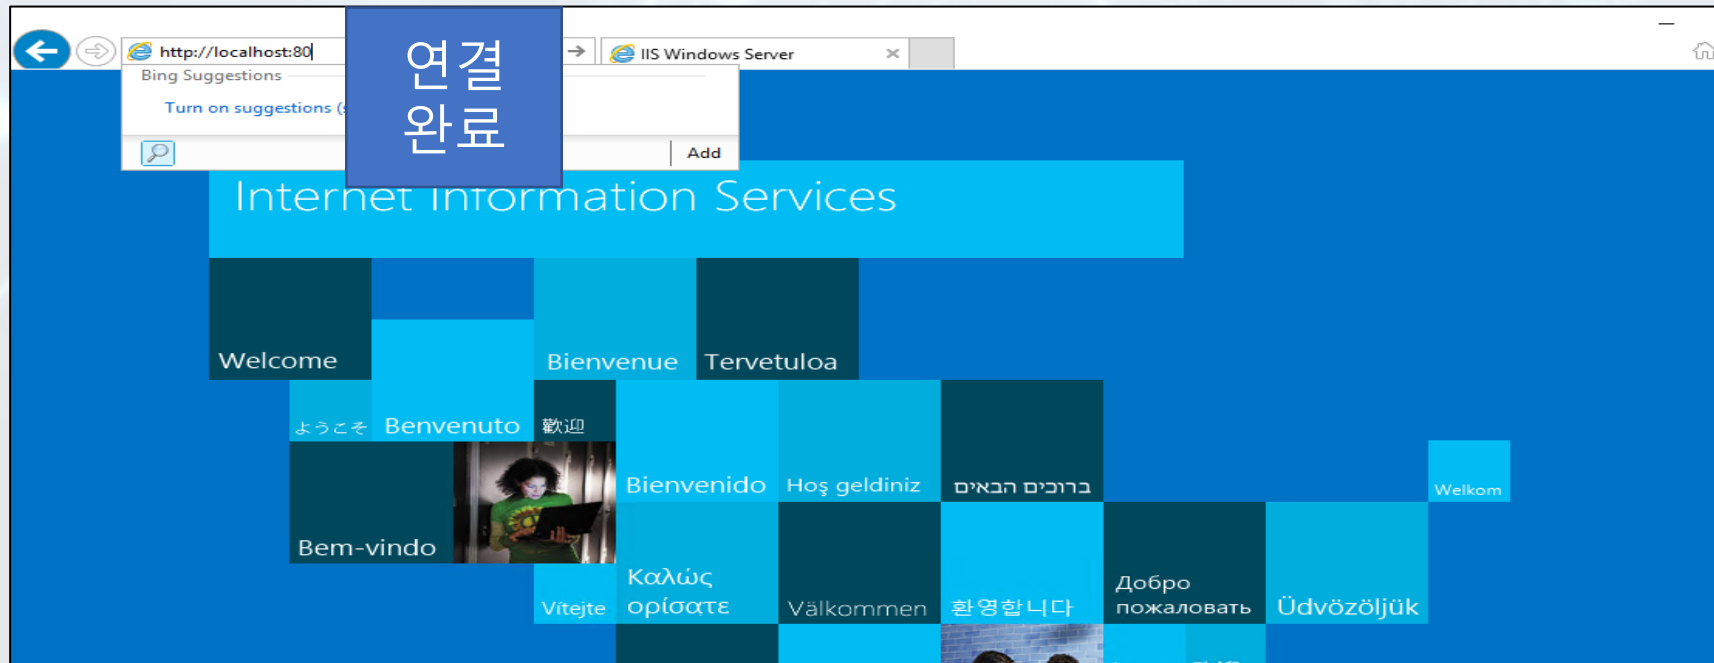 http://localhost:80
IIS Windows Server
연결
완료
Bing Suggestions
Turn on suggestions
Add
Internet Information Services
Welcome
Bienvenue
Tervetuloa
ようこそ
Benvenuto
歡迎
Bienvenido
Hoş geldiniz
ברוכים הבאים
Welkom
Bem-vindo
Vítejte
Καλώς
ορίσατε
Välkommen
환영합니다
Добро
пожаловать
Üdvözöljük